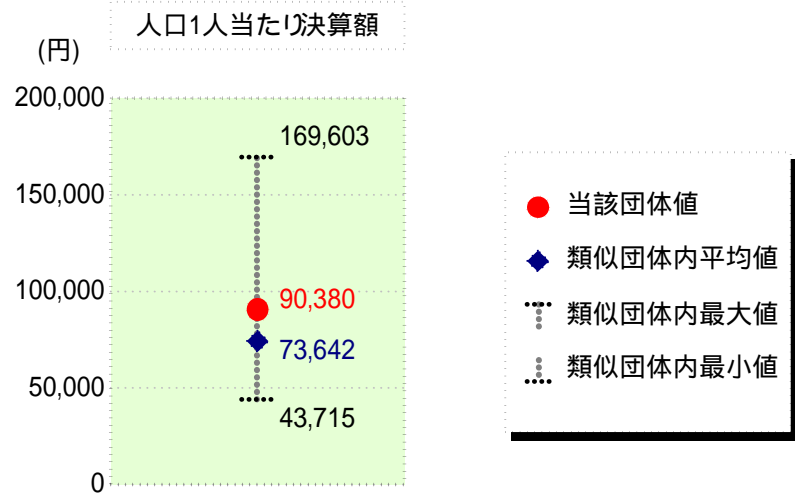 人口1人当たり決算額
(円)
200,000
169,603
150,000
100,000
90,380
73,642
50,000
43,715
0
当該団体値
類似団体内平均値
類似団体内最大値
類似団体内最小値